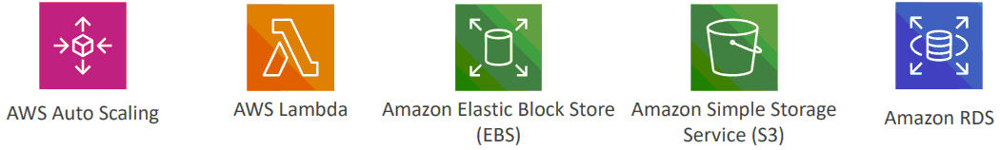 AWS Auto Scaling
AWS Lambda
Amazon Elastic Block Store
(EBS)
Amazon Simple Storage
Service (S3)
Amazon RDS